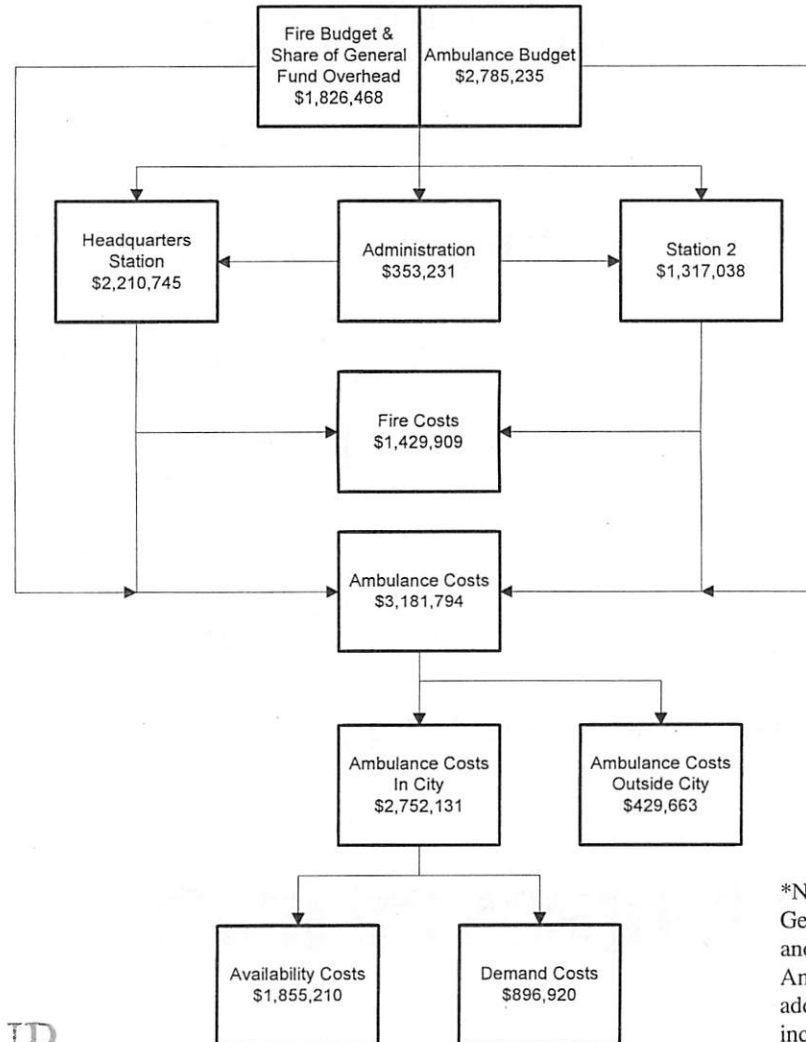 Fire Budget &
Share of General
Fund Overhead
$1,826,468
Ambulance Budget
$2,785,235
Headquarters
Station
$2,210,745
Administration
$353,231
Station 2
$1,317,038
Fire Costs
$1,429,909
Ambulance Costs
$3,181,794
Ambulance Costs
In City
$2,752,131
Ambulance Costs
Outside City
$429,663
Availability Costs
$1,855,210
Demand Costs
$896,920